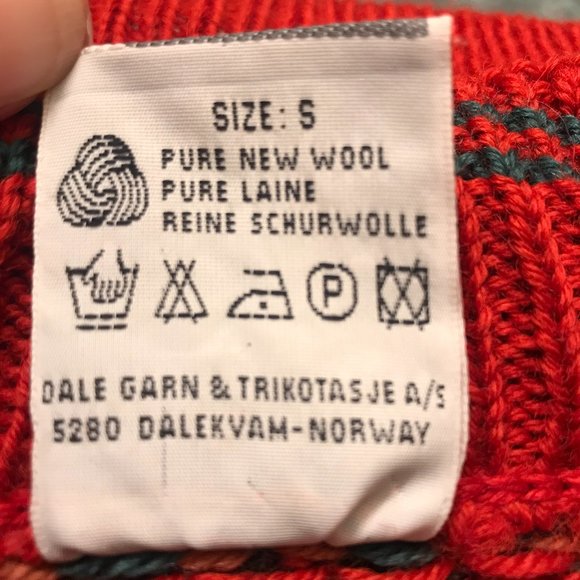 SIZE: S
PURE NEW WOOL
PURE LAINE
REINE SCHURWOLLE
P
DALE GARN & TRIKOTASJE A/S
5280 DALEKVAM-NORWAY